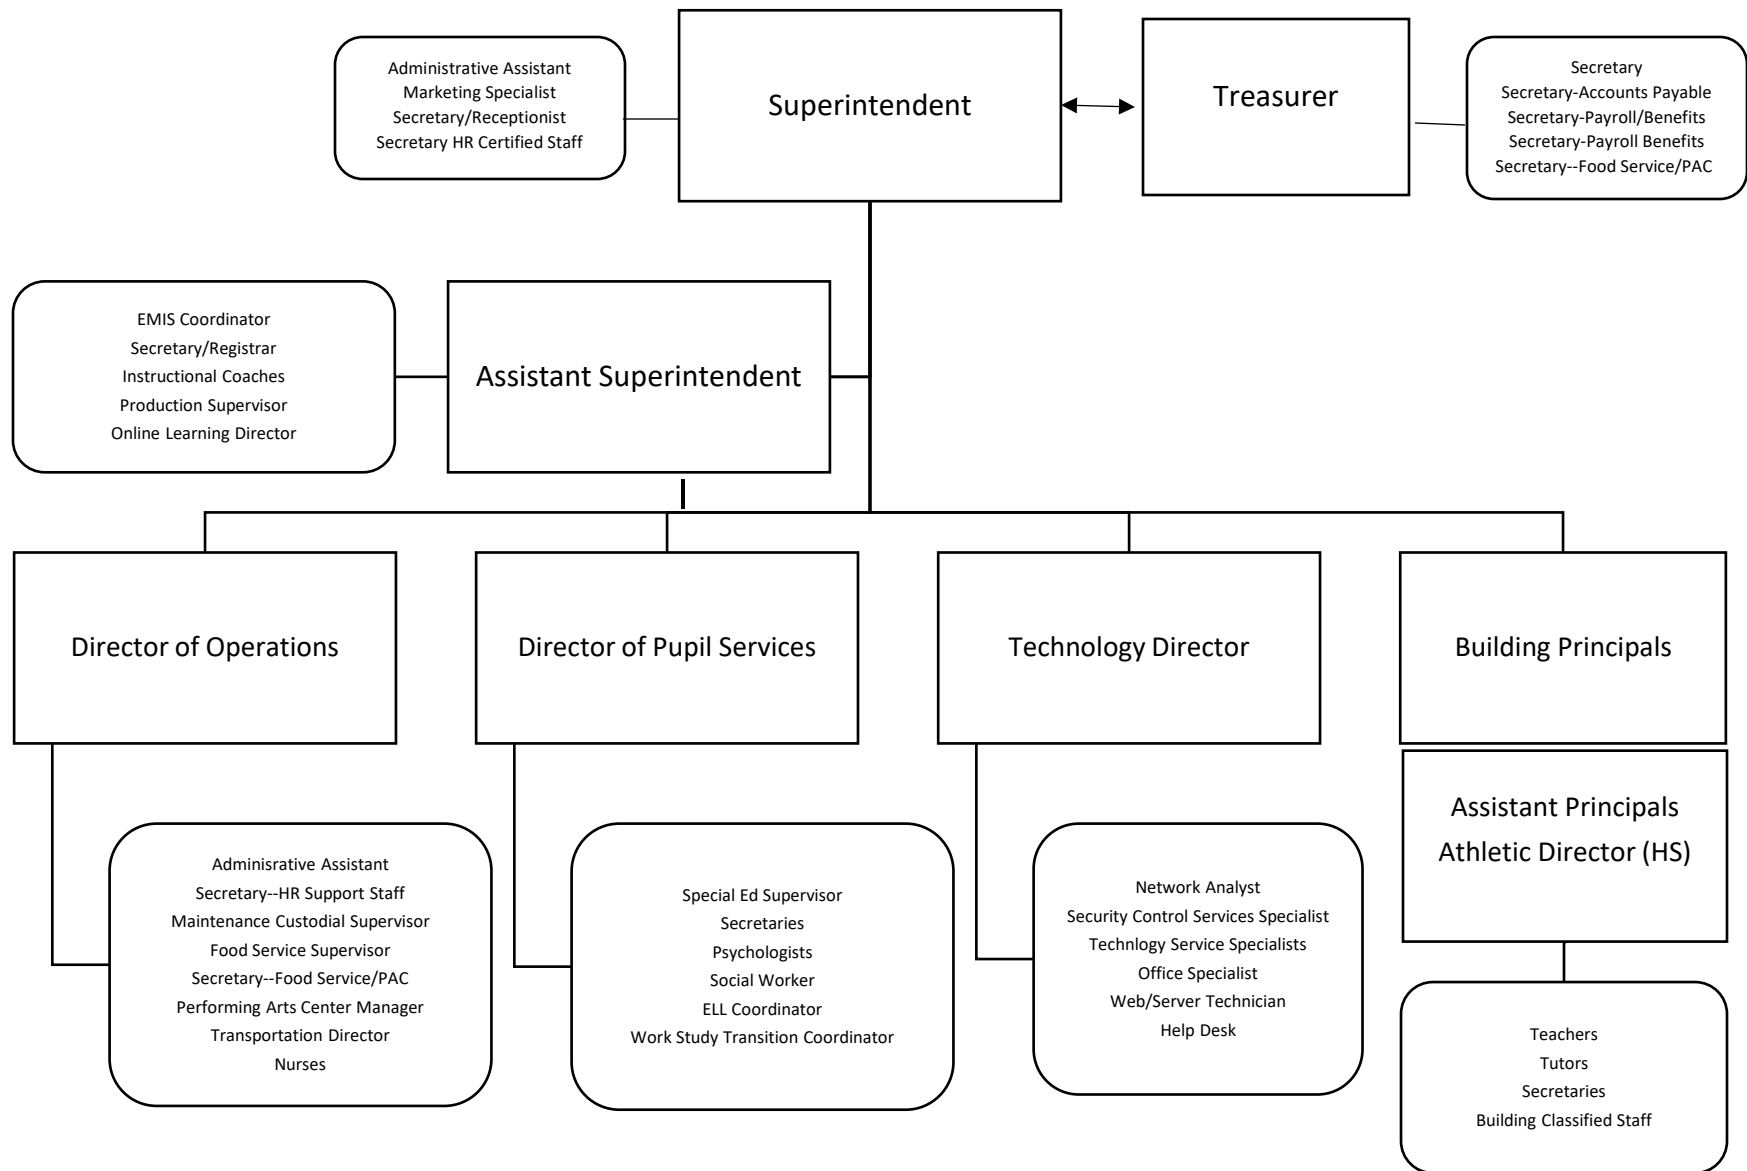 Administrative Assistant
Marketing Specialist
Secretary/Receptionist
Secretary HR Certified Staff
Superintendent
Treasurer
Secretary
Secretary-Accounts Payable
Secretary-Payroll/Benefits
Secretary-Payroll Benefits
Secretary--Food Service/PAC
EMIS Coordinator
Secretary/Registrar
Instructional Coaches
Production Supervisor
Online Learning Director
Assistant Superintendent
Director of Operations
Director of Pupil Services
Technology Director
Building Principals
Assistant Principals
Athletic Director (HS)
Adminisrative Assistant
Secretary--HR Support Staff
Maintenance Custodial Supervisor
Food Service Supervisor
Secretary--Food Service/PAC
Performing Arts Center Manager
Transportation Director
Nurses
Special Ed Supervisor
Secretaries
Psychologists
Social Worker
ELL Coordinator
Work Study Transition Coordinator
Network Analyst
Security Control Services Specialist
Technlogy Service Specialists
Office Specialist
Web/Server Technician
Help Desk
Teachers
Tutors
Secretaries
Building Classified Staff